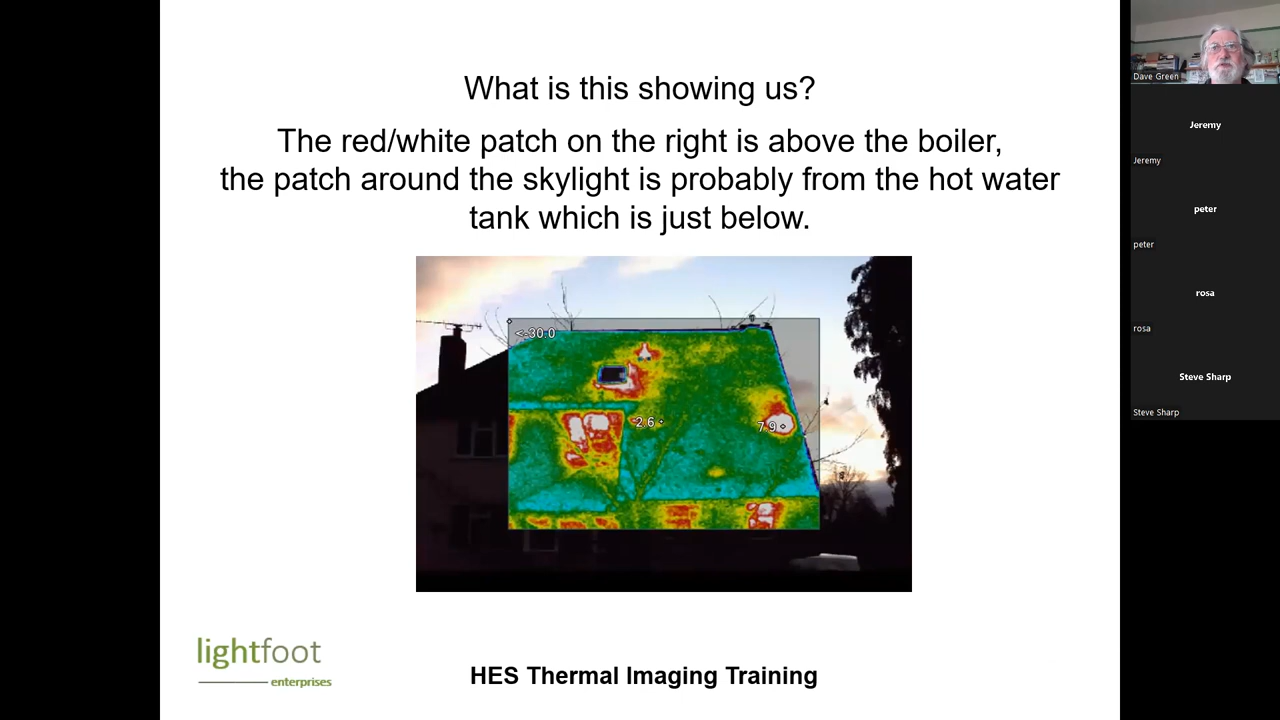 What is this showing us?
The red/white patch on the right is above the boiler,
the patch around the skylight is probably from the hot water
tank which is just below.
<-30.0
-2.6
7.9
lightfoot
enterprises
HES Thermal Imaging Training
Dave Green
Jeremy
Jeremy
peter
peter
rosa
rosa
Steve Sharp
Steve Sharp